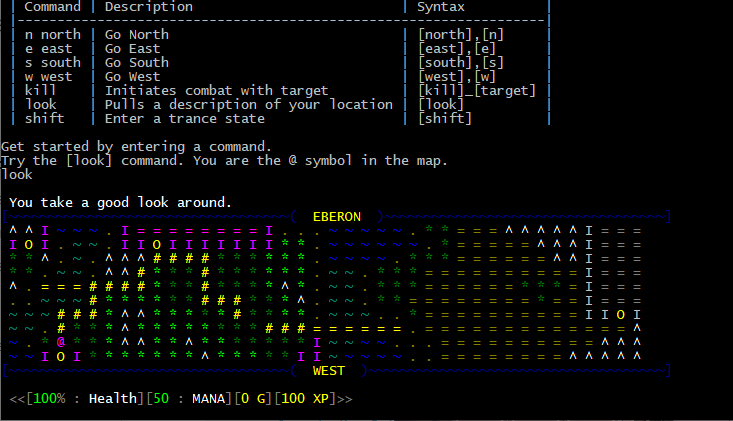 | Command | Description | Syntax |
|------------------------------------------------------------------|
| n north | Go North | [north],[n] |
| e east | Go East | [east],[e] |
| s south | Go South | [south],[s] |
| w west | Go West | [west],[w] |
| kill | Initiates combat with target | [kill]_[target] |
| look | Pulls a description of your location | [look] |
| shift | Enter a trance state | [shift] |
Get started by entering a command.
Try the [look] command. You are the @ symbol in the map.
look
You take a good look around.
[~~~~~~~~~~~~~~~~~~~~~~~~~~~~~~~~~~~( EBERON )~~~~~~~~~~~~~~~~~~~~~~~~~~~~~~~~~~~]
^ ^ I ~ ~ ~ . I = = = = = = = = I . . . ~ ~ ~ ~ ~ . * * = = = ^ ^ ^ ^ ^ I = = =
I O I . ~ ~ . I I O I I I I I I I * * . ~ ~ ~ ~ ~ ~ . * = = = = = ^ ^ ^ I = = =
* * ^ . ~ . ^ ^ ^ # # # # * * * * * * . ~ ~ ~ ~ . . * * = = = = = = ^ ^ I = = =
* * . ~ ~ . ^ ^ # * * * # * * * * * * . ~ ~ . * * * = = = = = = = = = = I = = =
^ . = = = # # # # * * * # * * * * ^ * . . ~ ~ . * * = = = = = = * * * = I = = =
. . ~ ~ ~ # * * * * * * # # # * * * ^ . ~ ~ . . * * = = = = = = = * = = I = = =
~ ~ ~ # # # * ^ ^ * * * * * # * * * * . ~ ~ ~ . . * = = = = = = = = = = I I O I
~ ~ . # * * * ^ * * * * * * * * # # # = = = = = = . = = = = = = = = = = = = = ^
~ . * @ * * * ^ ^ * * ^ * * * * * * * I ~ ~ ~ ~ ~ . . = = = = = = = = = = ^ ^ ^
~ ~ I O I * * * * * * * ^ * * * * * I I ~ ~ ~ ~ ~ . . = = = = = = = = ^ ^ ^ ^ ^
[~~~~~~~~~~~~~~~~~~~~~~~~~~~~~~~~~~~( WEST )~~~~~~~~~~~~~~~~~~~~~~~~~~~~~~~~~~~~~]
<<[100% : Health][50 : MANA][0 G][100 XP]>>